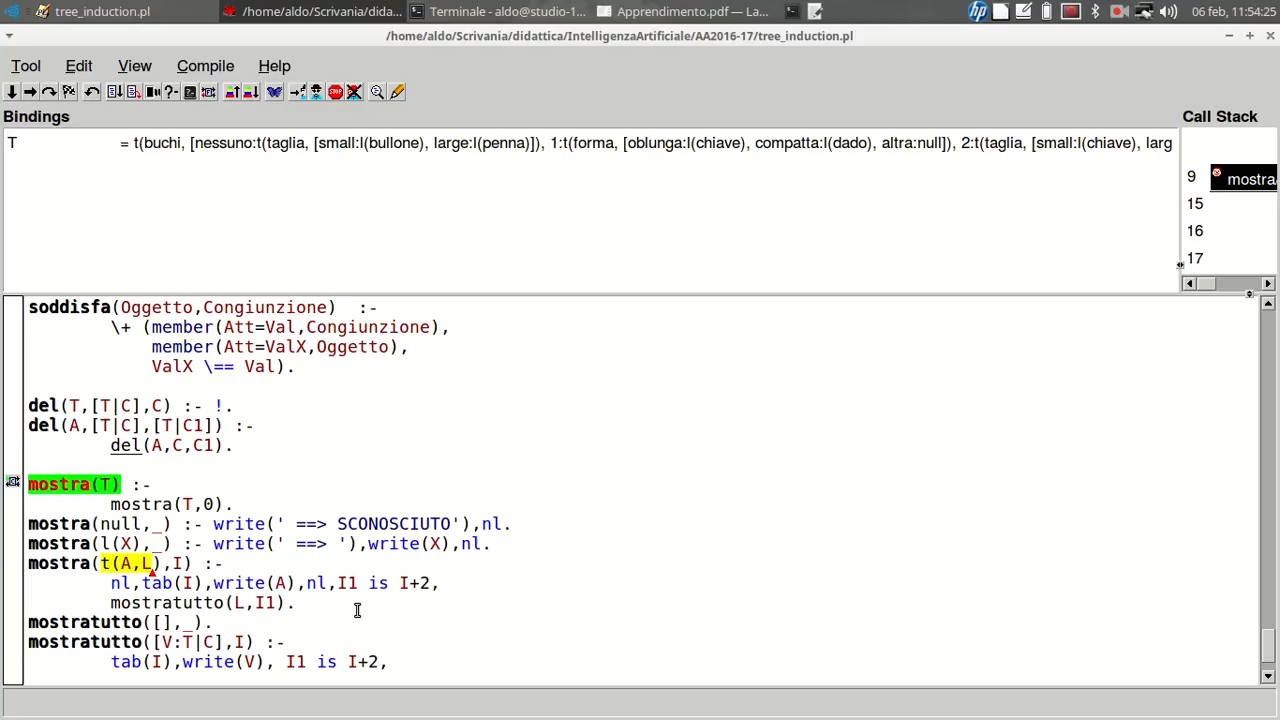 tree_induction.pl
/home/aldo/Scrivania/dida...
Terminale - aldo@studio-1...
Apprendimento.pdf — La...
06 feb, 11:54:25
/home/aldo/Scrivania/didattica/IntelligenzaArtificiale/AA2016-17/tree_induction.pl
Tool Edit View Compile Help
Bindings
Call Stack
T = t(buchi, [nessuno:t(taglia, [small:l(bullone), large:l(penna)]), 1:t(forma, [oblunga:l(chiave), compatta:l(dado), altra:null]), 2:t(taglia, [small:l(chiave), larg
9 mostra
15
16
17
soddisfa(Oggetto,Congiunzione) :-
\+ (member(Att=Val,Congiunzione),
member(Att=ValX,Oggetto),
ValX \== Val).
del(T,[T|C],C) :- !.
del(A,[T|C],[T|C1]) :-
del(A,C,C1).
mostra(T) :-
mostra(T,0).
mostra(null,_) :- write(' ==> SCONOSCIUTO'),nl.
mostra(l(X),_) :- write(' ==> '),write(X),nl.
mostra(t(A,L),I) :-
nl,tab(I),write(A),nl,I1 is I+2,
mostratutto(L,I1).
mostratutto([],_).
mostratutto([V:T|C],I) :-
tab(I),write(V), I1 is I+2,